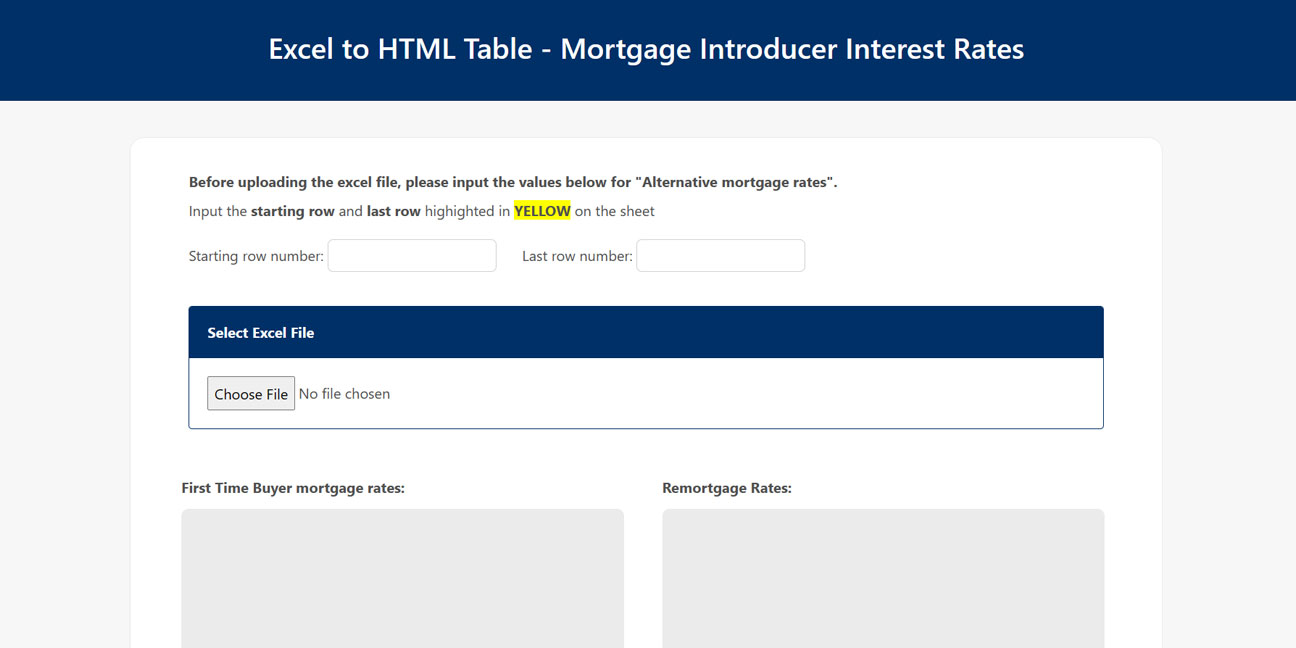 Excel to HTML Table - Mortgage Introducer Interest Rates
Before uploading the excel file, please input the values below for "Alternative mortgage rates".
Input the starting row and last row highighted in YELLOW on the sheet
Starting row number: Last row number:
Select Excel File
Choose File No file chosen
First Time Buyer mortgage rates: Remortgage Rates: